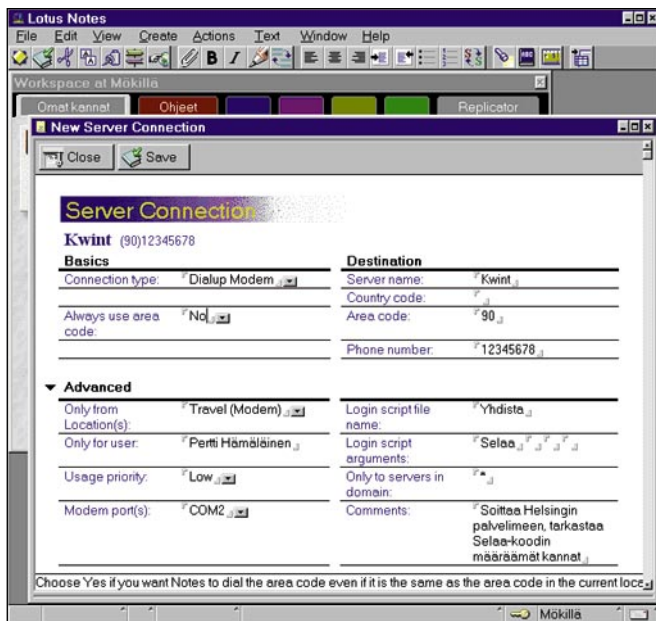 Lotus Notes
File Edit View Create Actions Text Window Help
Workspace at Mökillä
Omat kannat Ohjeet Replicator
New Server Connection
Close Save
Server Connection
Kwint (90)12345678
Basics Destination
Connection type: Dialup Modem Server name: Kwint
Country code:
Always use area No Area code: 90
code:
Phone number: 12345678
Advanced
Only from Travel (Modem) Login script file Yhdista
Location(s): name:
Only for user: Pertti Hämäläinen Login script Selaa
arguments:
Usage priority: Low Only to servers in *
domain:
Modem port(s): COM2 Comments: Soittaa Helsingin
palvelimeen, tarkastaa
Selaa-koodin
määräämät kannat
Choose Yes if you want Notes to dial the area code even if it is the same as the area code in the current loca
Mökillä